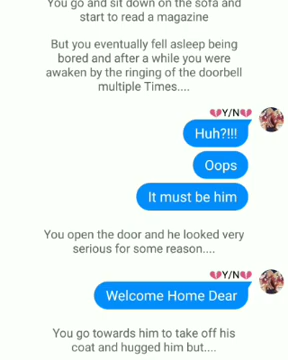 You go and sit down on the sofa and
start to read a magazine
But you eventually fell asleep being
bored and after a while you were
awaken by the ringing of the doorbell
multiple Times....
💔Y/N💔
Huh?!!!
Oops
It must be him
You open the door and he looked very
serious for some reason....
💔Y/N💔
Welcome Home Dear
You go towards him to take off his
coat and hugged him but....